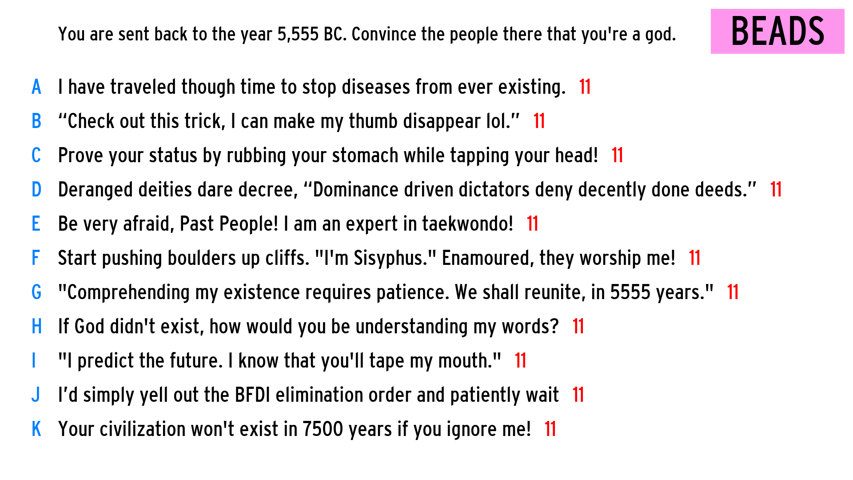 You are sent back to the year 5,555 BC. Convince the people there that you're a god.
BEADS
A I have traveled though time to stop diseases from ever existing. 11
B “Check out this trick, I can make my thumb disappear lol.” 11
C Prove your status by rubbing your stomach while tapping your head! 11
D Deranged deities dare decree, “Dominance driven dictators deny decently done deeds.” 11
E Be very afraid, Past People! I am an expert in taekwondo! 11
F Start pushing boulders up cliffs. "I'm Sisyphus." Enamoured, they worship me! 11
G "Comprehending my existence requires patience. We shall reunite, in 5555 years." 11
H If God didn't exist, how would you be understanding my words? 11
I "I predict the future. I know that you'll tape my mouth." 11
J I’d simply yell out the BFDI elimination order and patiently wait 11
K Your civilization won't exist in 7500 years if you ignore me! 11